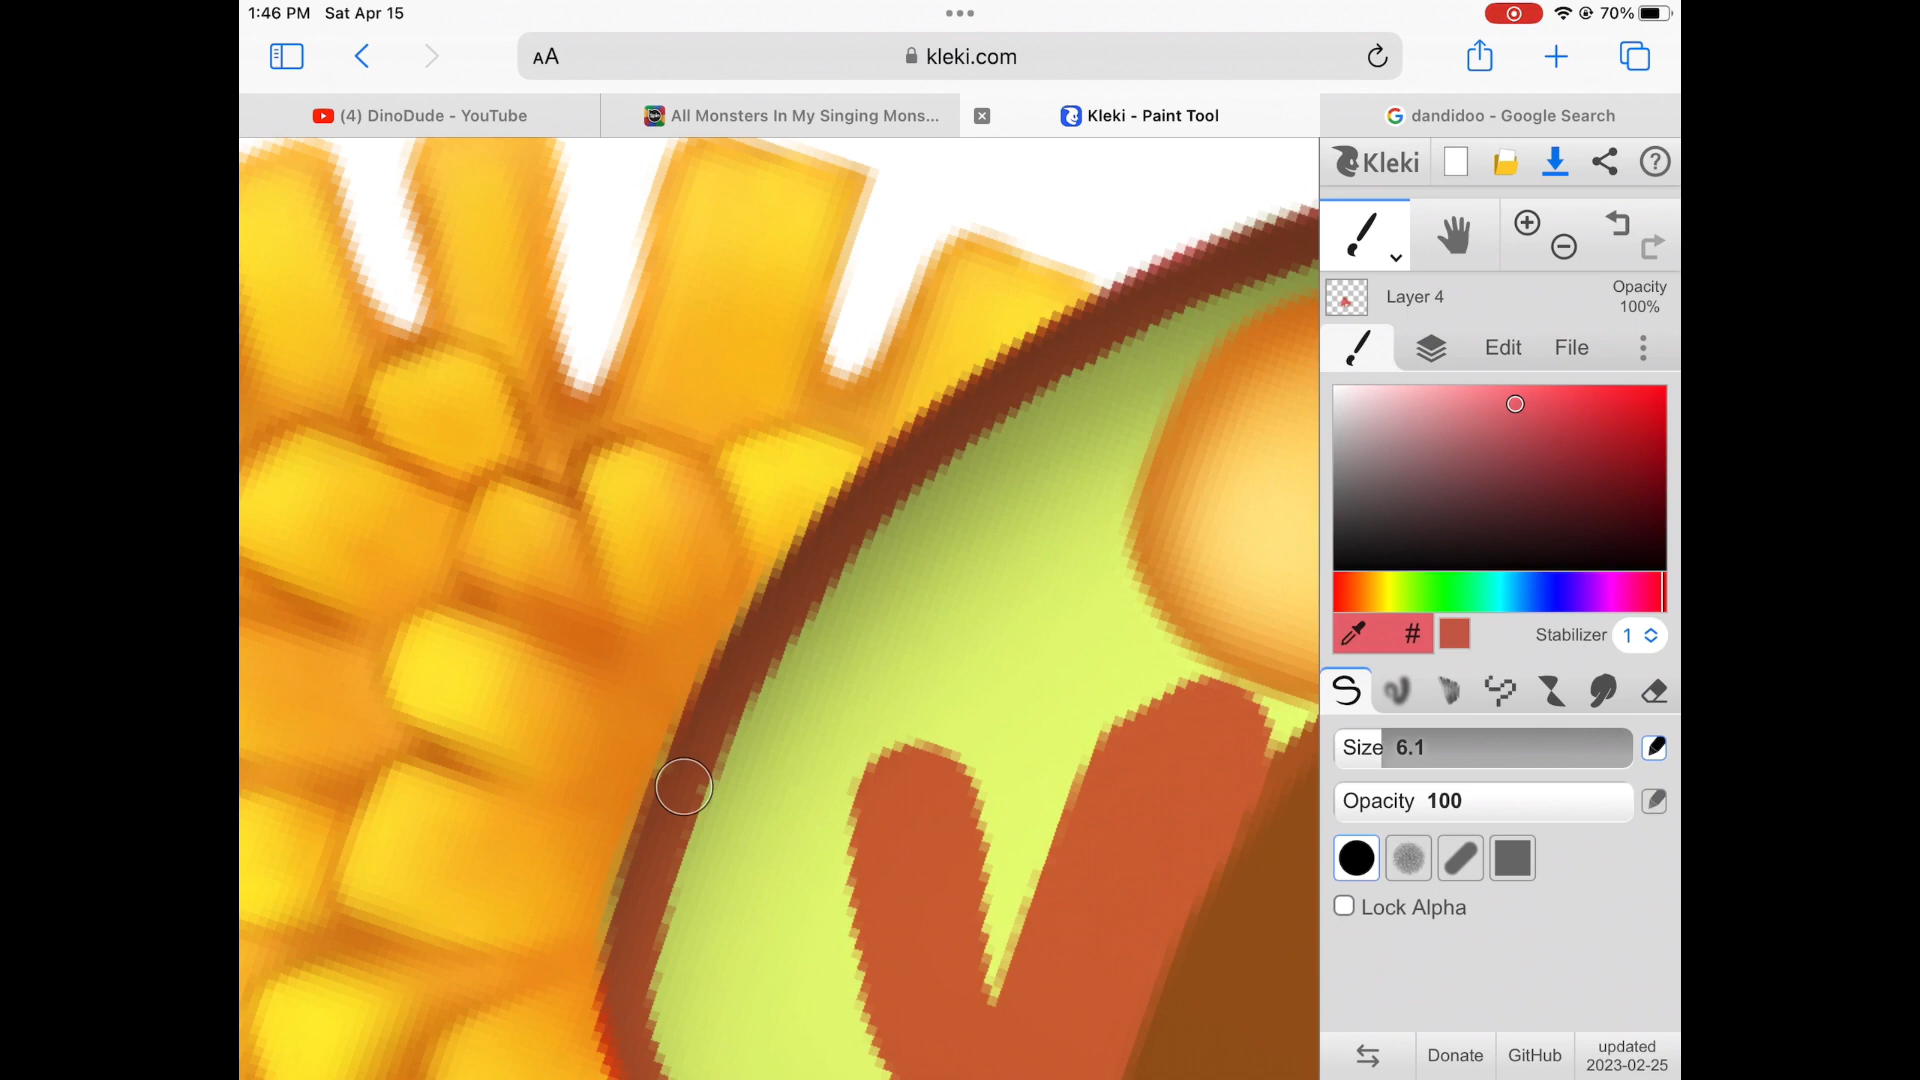 1:46 PM Sat Apr 15
70%
AA
kleki.com
(4) DinoDude - YouTube
All Monsters In My Singing Mons...
Kleki - Paint Tool
dandidoo - Google Search
Kleki
Layer 4
Opacity
100%
Edit
File
#
Stabilizer 1
Size 6.1
Opacity 100
Lock Alpha
Donate
GitHub
updated
2023-02-25